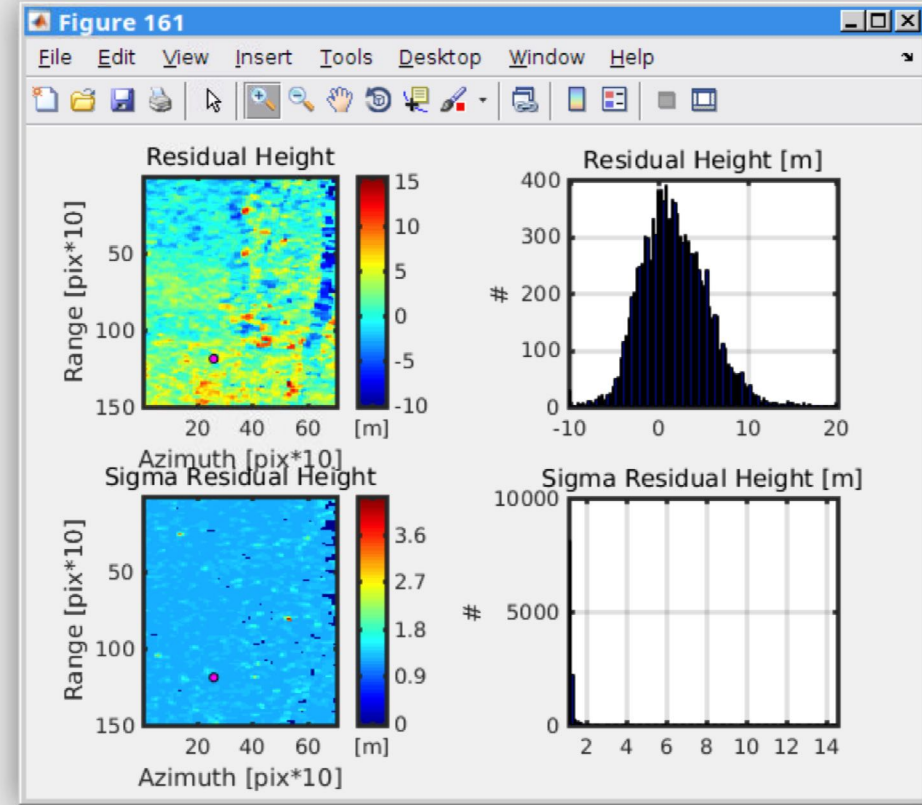 Figure 161
File Edit View Insert Tools Desktop Window Help
Residual Height
Range [pix*10]
50
100
150
20 40 60
Azimuth [pix*10]
15
10
5
0
-5
-10
[m]
Residual Height [m]
#
400
300
200
100
0
-10 0 10 20
Sigma Residual Height
Range [pix*10]
50
100
150
20 40 60
Azimuth [pix*10]
3.6
2.7
1.8
0.9
0
[m]
Sigma Residual Height [m]
#
10000
5000
0
2 4 6 8 10 12 14